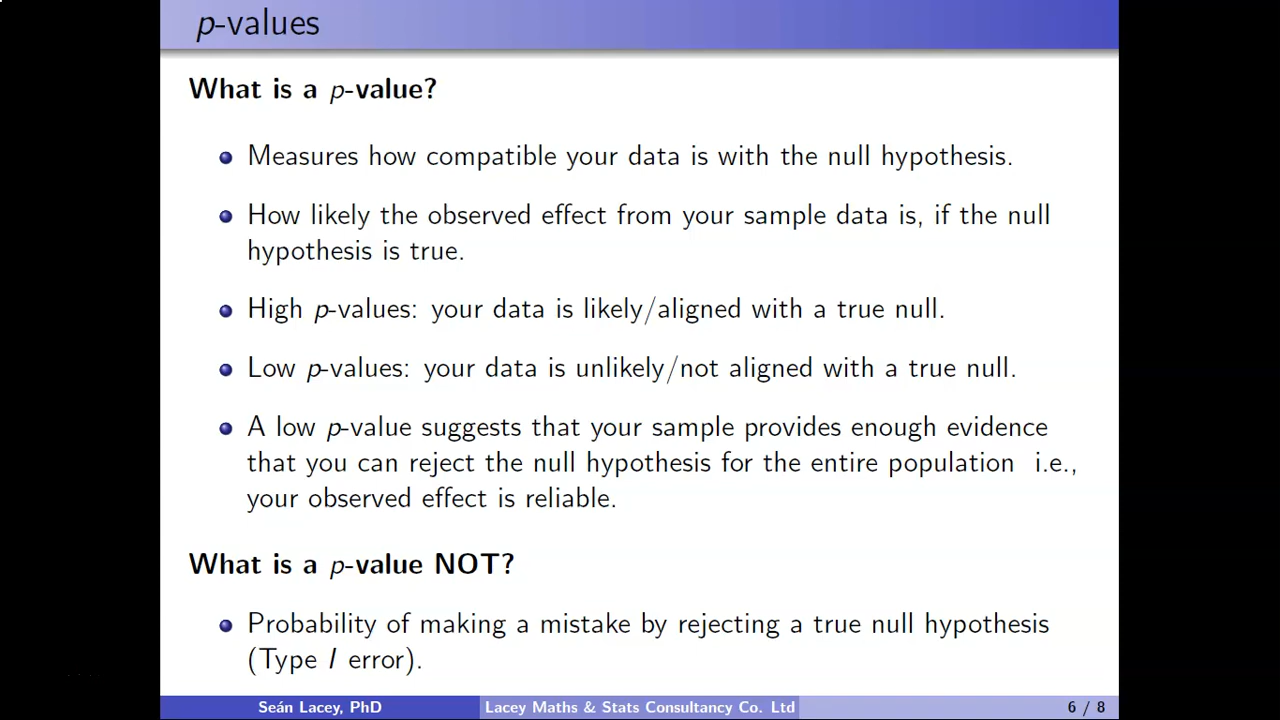 p-values
What is a p-value?
Measures how compatible your data is with the null hypothesis.
How likely the observed effect from your sample data is, if the null
hypothesis is true.
High p-values: your data is likely/aligned with a true null.
Low p-values: your data is unlikely/not aligned with a true null.
A low p-value suggests that your sample provides enough evidence
that you can reject the null hypothesis for the entire population i.e.,
your observed effect is reliable.
What is a p-value NOT?
Probability of making a mistake by rejecting a true null hypothesis
(Type I error).
Seán Lacey, PhD Lacey Maths & Stats Consultancy Co. Ltd 6 / 8